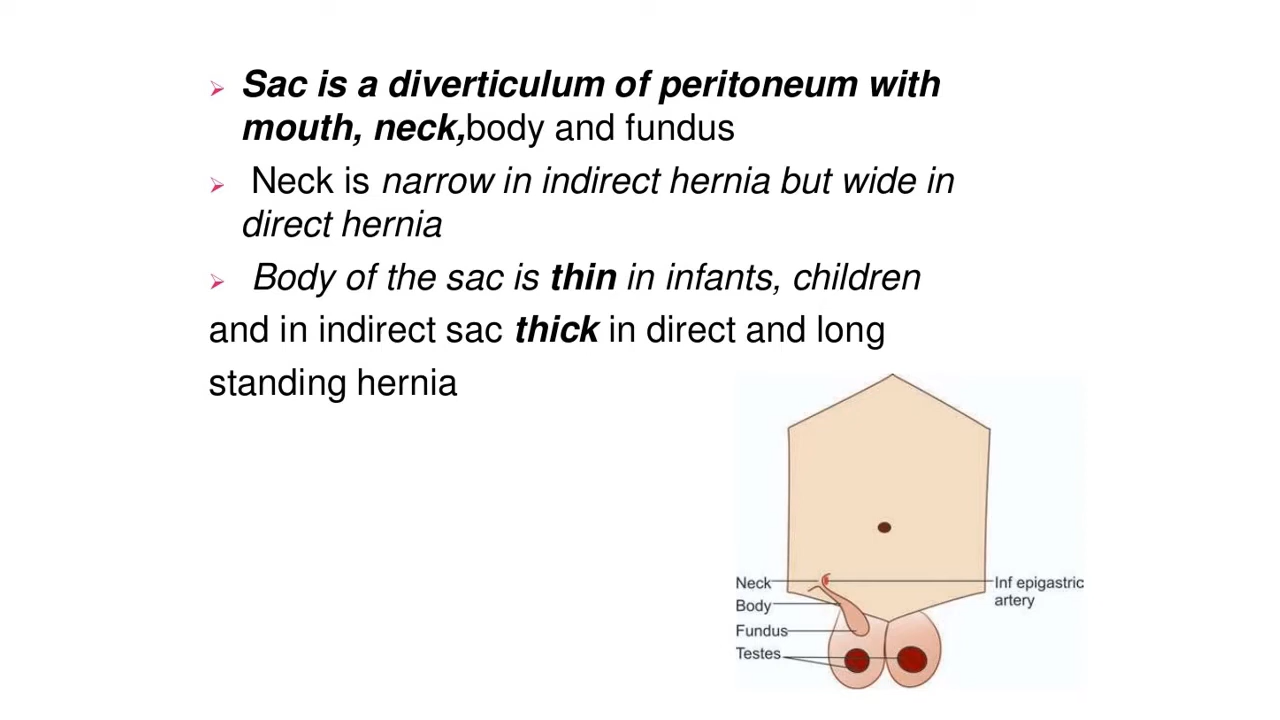 Sac is a diverticulum of peritoneum with
mouth, neck,body and fundus
Neck is narrow in indirect hernia but wide in
direct hernia
Body of the sac is thin in infants, children
and in indirect sac thick in direct and long
standing hernia
Neck
Body
Fundus
Testes
Inf epigastric
artery